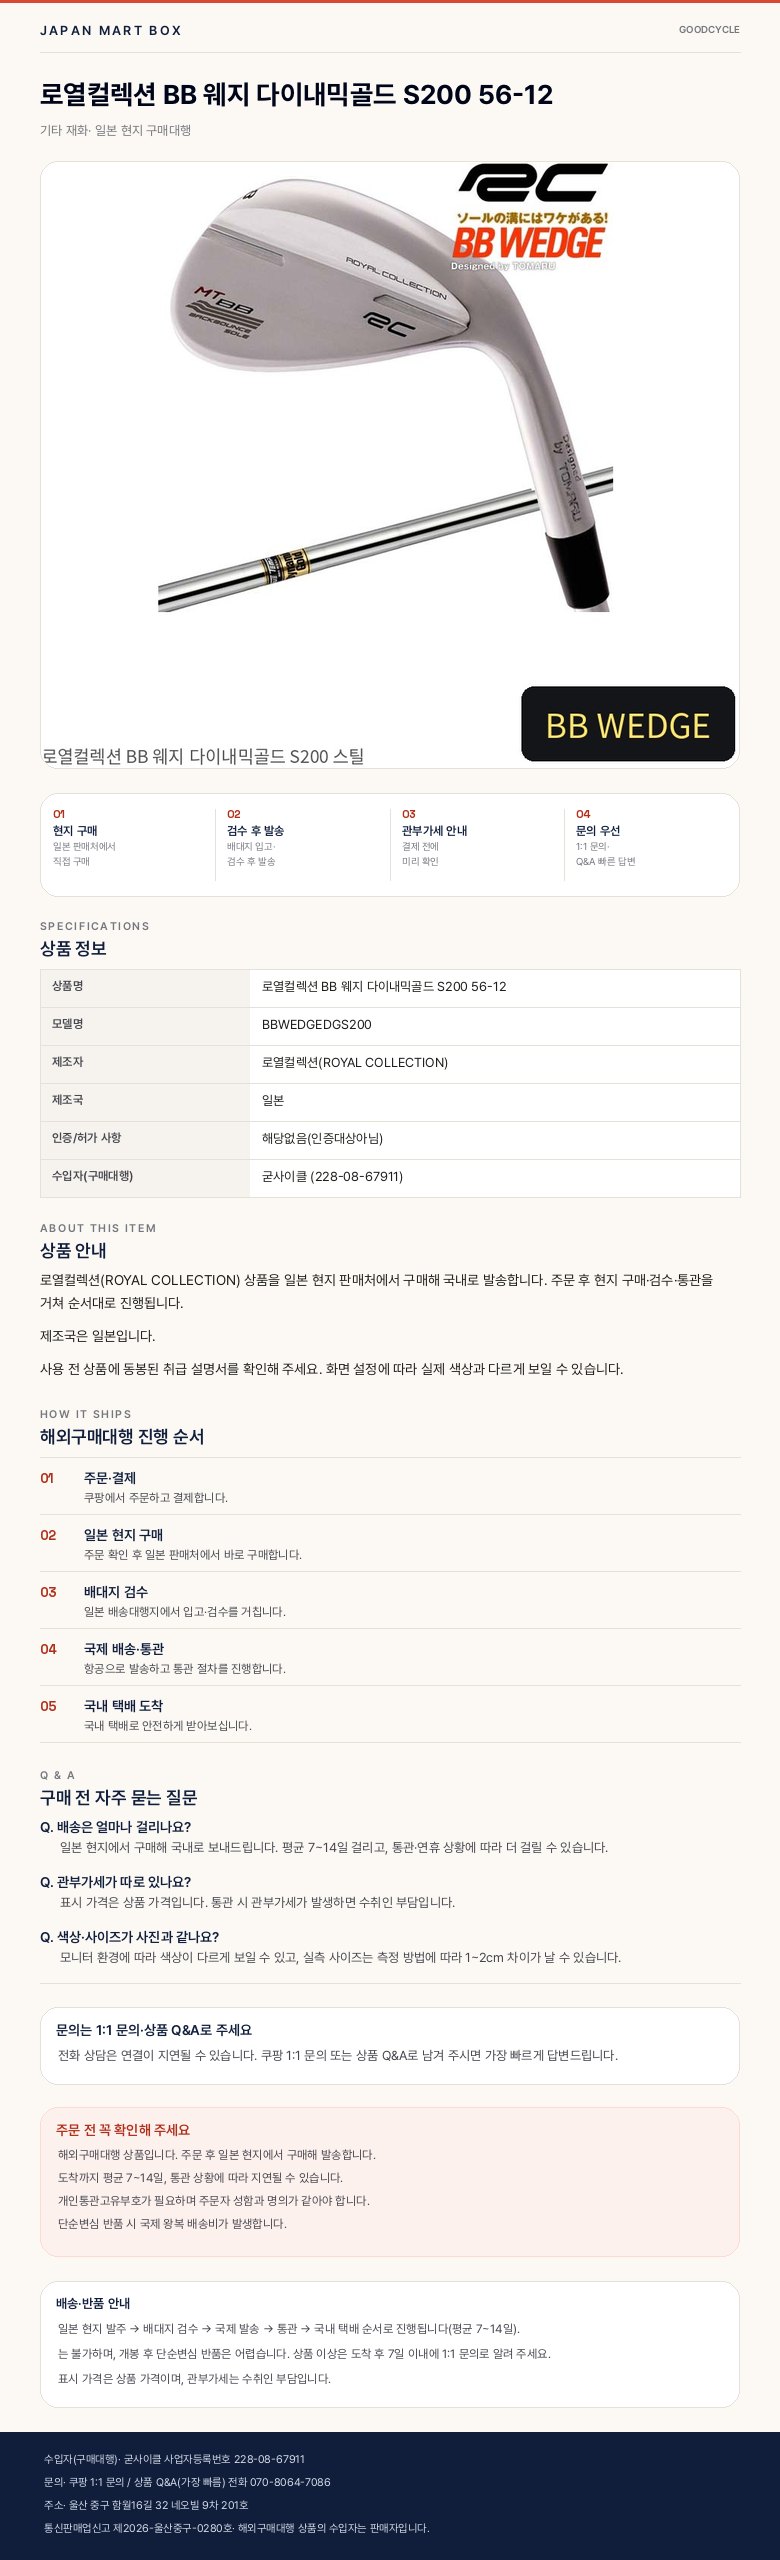 JAPAN MART BOX
GOODCYCLE
로열컬렉션 BB 웨지 다이내믹골드 S200 56-12
기타 재화· 일본 현지 구매대행
RC
ソールの溝にはワケがある!
BB WEDGE
Designed by TOMARU
ROYAL COLLECTION
MT BB
BACKBOUNCE
SOLE
RC
Designed
by TOMARU
BB WEDGE
로열컬렉션 BB 웨지 다이내믹골드 S200 스틸
01
현지 구매
일본 판매처에서
직접 구매
02
검수 후 발송
배대지 입고·
검수 후 발송
03
관부가세 안내
결제 전에
미리 확인
04
문의 우선
1:1 문의·
Q&A 빠른 답변
SPECIFICATIONS
상품 정보
상품명 로열컬렉션 BB 웨지 다이내믹골드 S200 56-12
모델명 BBWEDGEDGS200
제조자 로열컬렉션(ROYAL COLLECTION)
제조국 일본
인증/허가 사항 해당없음(인증대상아님)
수입자(구매대행) 굳사이클 (228-08-67911)
ABOUT THIS ITEM
상품 안내
로열컬렉션(ROYAL COLLECTION) 상품을 일본 현지 판매처에서 구매해 국내로 발송합니다. 주문 후 현지 구매·검수·통관을
거쳐 순서대로 진행됩니다.
제조국은 일본입니다.
사용 전 상품에 동봉된 취급 설명서를 확인해 주세요. 화면 설정에 따라 실제 색상과 다르게 보일 수 있습니다.
HOW IT SHIPS
해외구매대행 진행 순서
01 주문·결제
쿠팡에서 주문하고 결제합니다.
02 일본 현지 구매
주문 확인 후 일본 판매처에서 바로 구매합니다.
03 배대지 검수
일본 배송대행지에서 입고·검수를 거칩니다.
04 국제 배송·통관
항공으로 발송하고 통관 절차를 진행합니다.
05 국내 택배 도착
국내 택배로 안전하게 받아보십니다.
Q & A
구매 전 자주 묻는 질문
Q. 배송은 얼마나 걸리나요?
일본 현지에서 구매해 국내로 보내드립니다. 평균 7~14일 걸리고, 통관·연휴 상황에 따라 더 걸릴 수 있습니다.
Q. 관부가세가 따로 있나요?
표시 가격은 상품 가격입니다. 통관 시 관부가세가 발생하면 수취인 부담입니다.
Q. 색상·사이즈가 사진과 같나요?
모니터 환경에 따라 색상이 다르게 보일 수 있고, 실측 사이즈는 측정 방법에 따라 1~2cm 차이가 날 수 있습니다.
문의는 1:1 문의·상품 Q&A로 주세요
전화 상담은 연결이 지연될 수 있습니다. 쿠팡 1:1 문의 또는 상품 Q&A로 남겨 주시면 가장 빠르게 답변드립니다.
주문 전 꼭 확인해 주세요
해외구매대행 상품입니다. 주문 후 일본 현지에서 구매해 발송합니다.
도착까지 평균 7~14일, 통관 상황에 따라 지연될 수 있습니다.
개인통관고유부호가 필요하며 주문자 성함과 명의가 같아야 합니다.
단순변심 반품 시 국제 왕복 배송비가 발생합니다.
배송·반품 안내
일본 현지 발주 → 배대지 검수 → 국제 발송 → 통관 → 국내 택배 순서로 진행됩니다(평균 7~14일).
는 불가하며, 개봉 후 단순변심 반품은 어렵습니다. 상품 이상은 도착 후 7일 이내에 1:1 문의로 알려 주세요.
표시 가격은 상품 가격이며, 관부가세는 수취인 부담입니다.
수입자(구매대행)· 굳사이클 사업자등록번호 228-08-67911
문의· 쿠팡 1:1 문의 / 상품 Q&A(가장 빠름) 전화 070-8064-7086
주소· 울산 중구 함월16길 32 네오빌 9차 201호
통신판매업신고 제2026-울산중구-0280호· 해외구매대행 상품의 수입자는 판매자입니다.